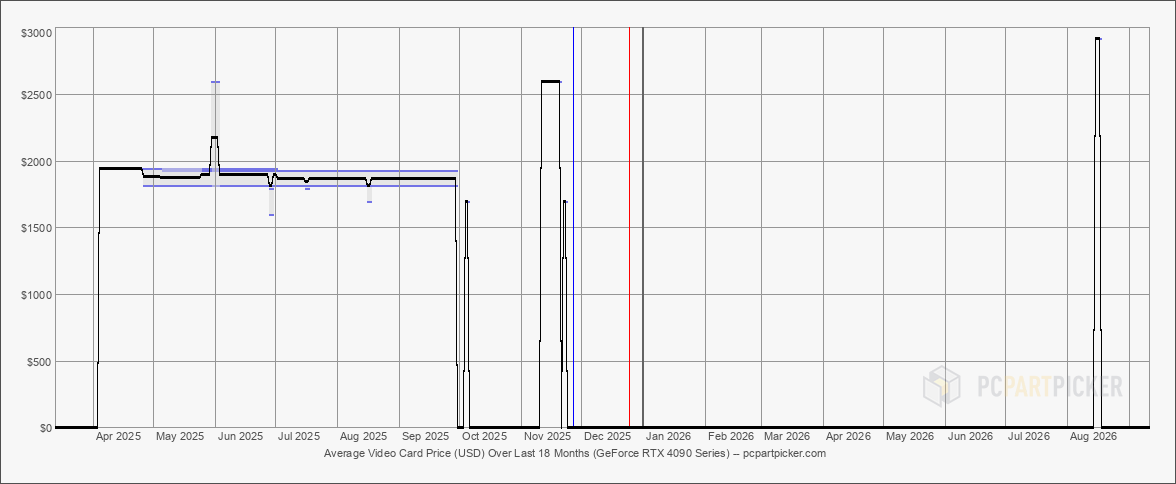 $3000
$2500
$2000
$1500
$1000
$500
$0
Apr 2025 May 2025 Jun 2025 Jul 2025 Aug 2025 Sep 2025 Oct 2025 Nov 2025 Dec 2025 Jan 2026 Feb 2026 Mar 2026 Apr 2026 May 2026 Jun 2026 Jul 2026 Aug 2026
PCPARTPICKER
Average Video Card Price (USD) Over Last 18 Months (GeForce RTX 4090 Series) -- pcpartpicker.com